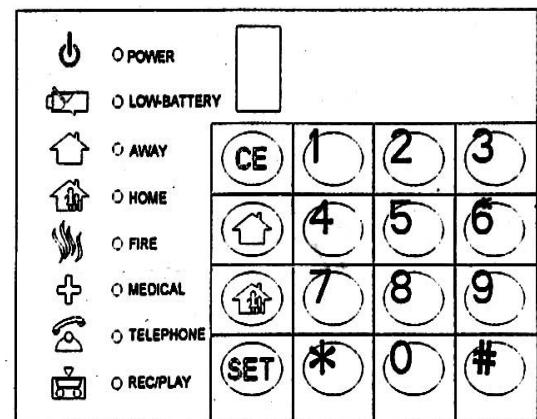 POWER
LOW-BATTERY
AWAY
HOME
FIRE
MEDICAL
TELEPHONE
REC/PLAY
CE 1 2 3
4 5 6
7 8 9
SET * 0 #